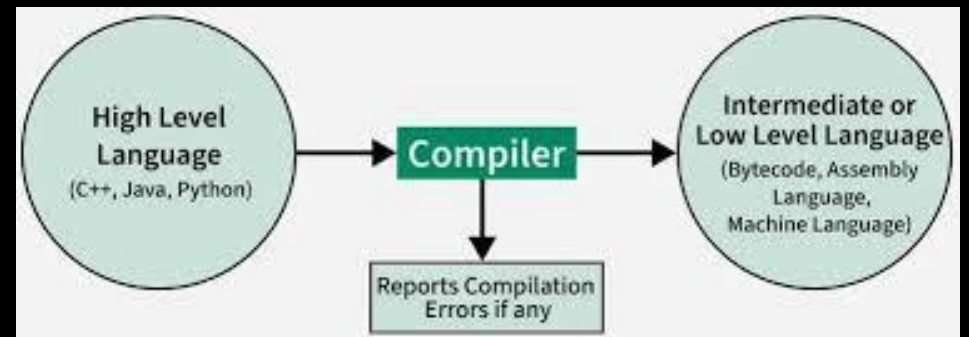 High Level
Language
(C++, Java, Python)
Compiler
Reports Compilation
Errors if any
Intermediate or
Low Level Language
(Bytecode, Assembly
Language,
Machine Language)